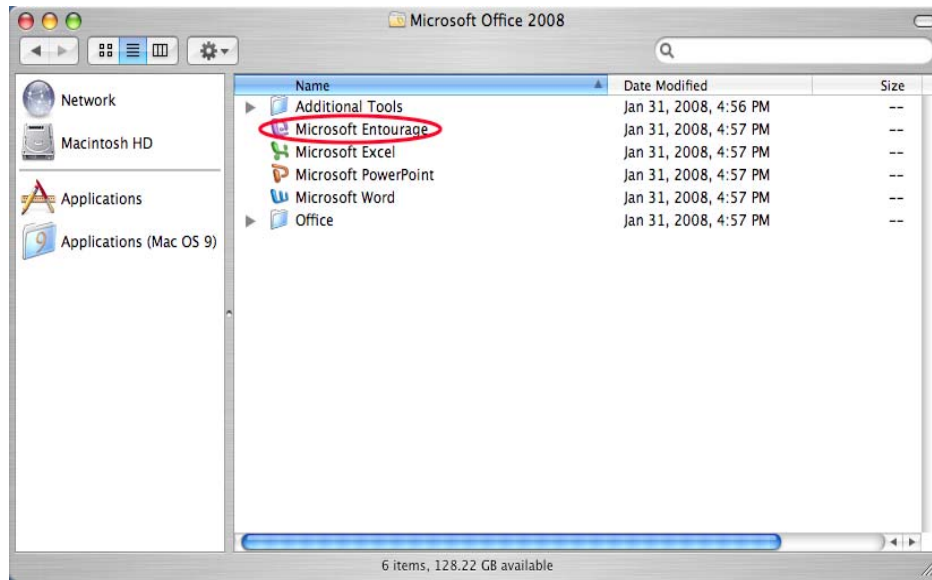 Microsoft Office 2008
Name Date Modified Size
Network
Macintosh HD
Applications
9 Applications (Mac OS 9)
Additional Tools Jan 31, 2008, 4:56 PM --
Microsoft Entourage Jan 31, 2008, 4:57 PM --
Microsoft Excel Jan 31, 2008, 4:57 PM --
Microsoft PowerPoint Jan 31, 2008, 4:57 PM --
Microsoft Word Jan 31, 2008, 4:57 PM --
Office Jan 31, 2008, 4:57 PM --
6 items, 128.22 GB available